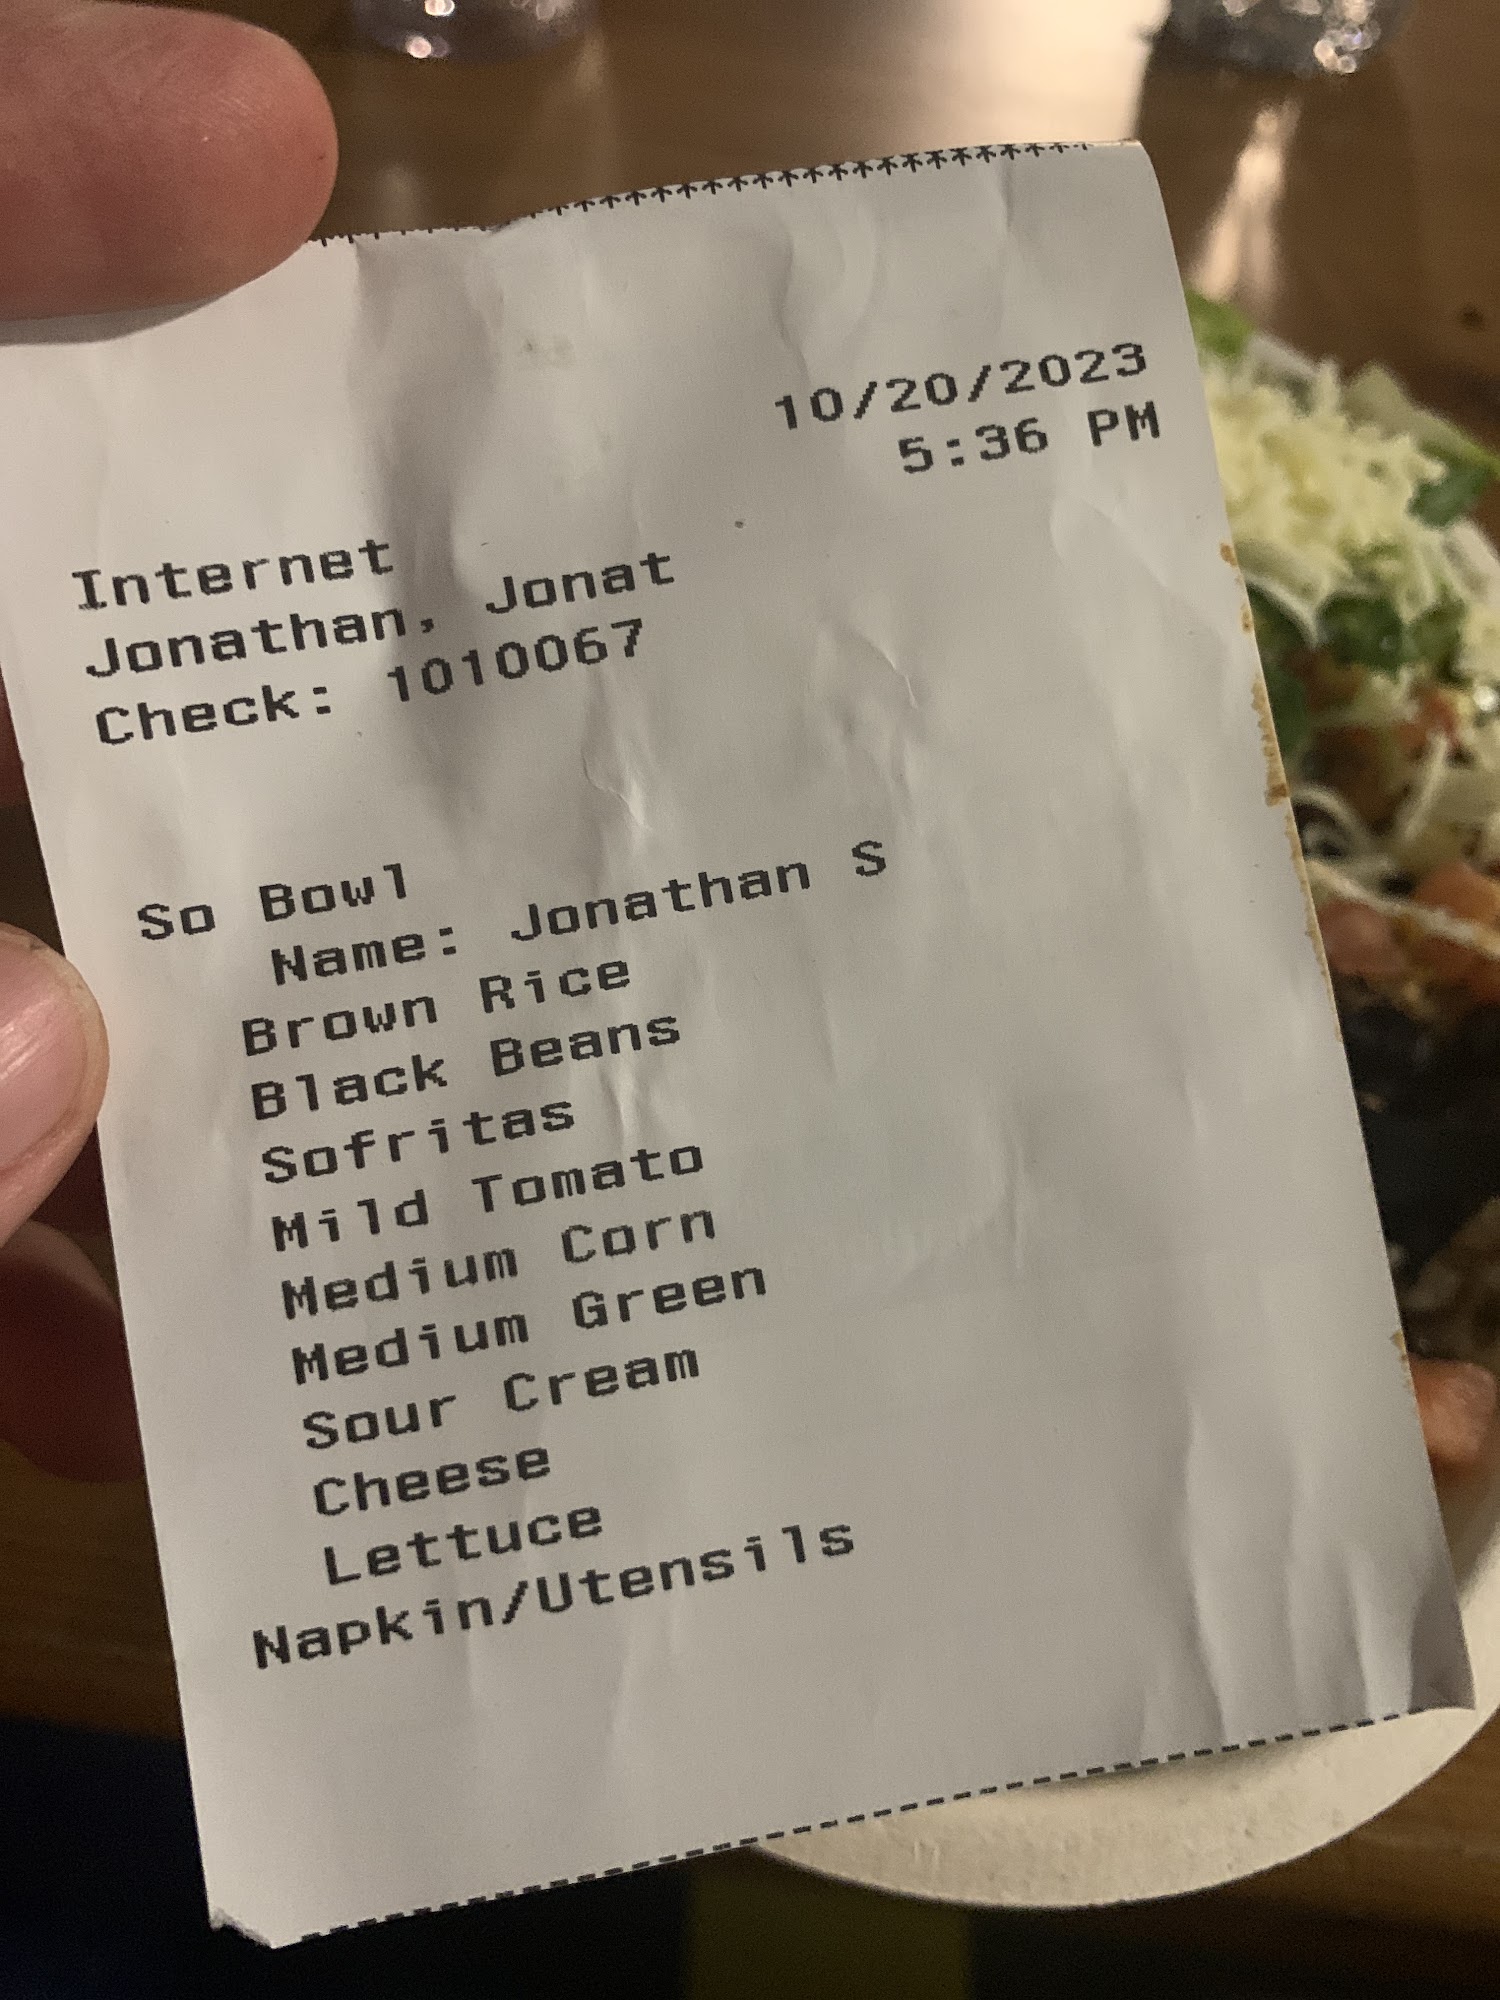 10/20/2023
5:36 PM
Internet
Jonathan, Jonat
Check: 1010067
So Bowl
Name: Jonathan S
Brown Rice
Black Beans
Sofritas
Mild Tomato
Medium Corn
Medium Green
Sour Cream
Cheese
Lettuce
Napkin/Utensils